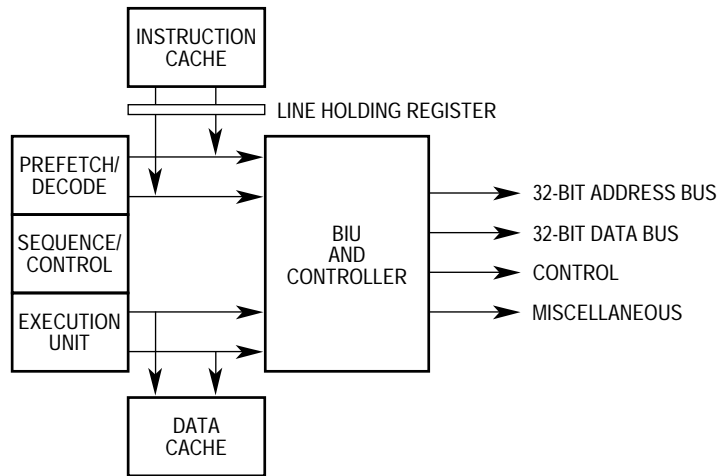 INSTRUCTION
CACHE
LINE HOLDING REGISTER
PREFETCH/
DECODE
SEQUENCE/
CONTROL
EXECUTION
UNIT
BIU
AND
CONTROLLER
32-BIT ADDRESS BUS
32-BIT DATA BUS
CONTROL
MISCELLANEOUS
DATA
CACHE